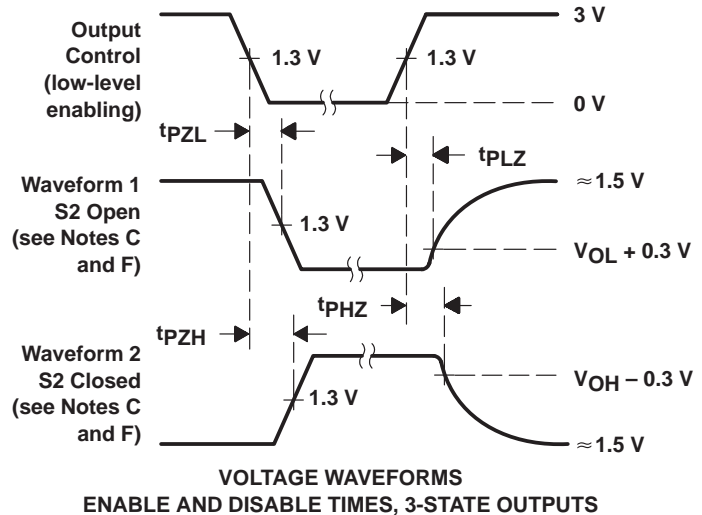 Output
Control
(low-level
enabling)
1.3 V
1.3 V
3 V
0 V
tPZL
tPLZ
Waveform 1
S2 Open
(see Notes C
and F)
1.3 V
≈1.5 V
VOL + 0.3 V
tPZH
tPHZ
Waveform 2
S2 Closed
(see Notes C
and F)
1.3 V
VOH – 0.3 V
≈1.5 V
VOLTAGE WAVEFORMS
ENABLE AND DISABLE TIMES, 3-STATE OUTPUTS